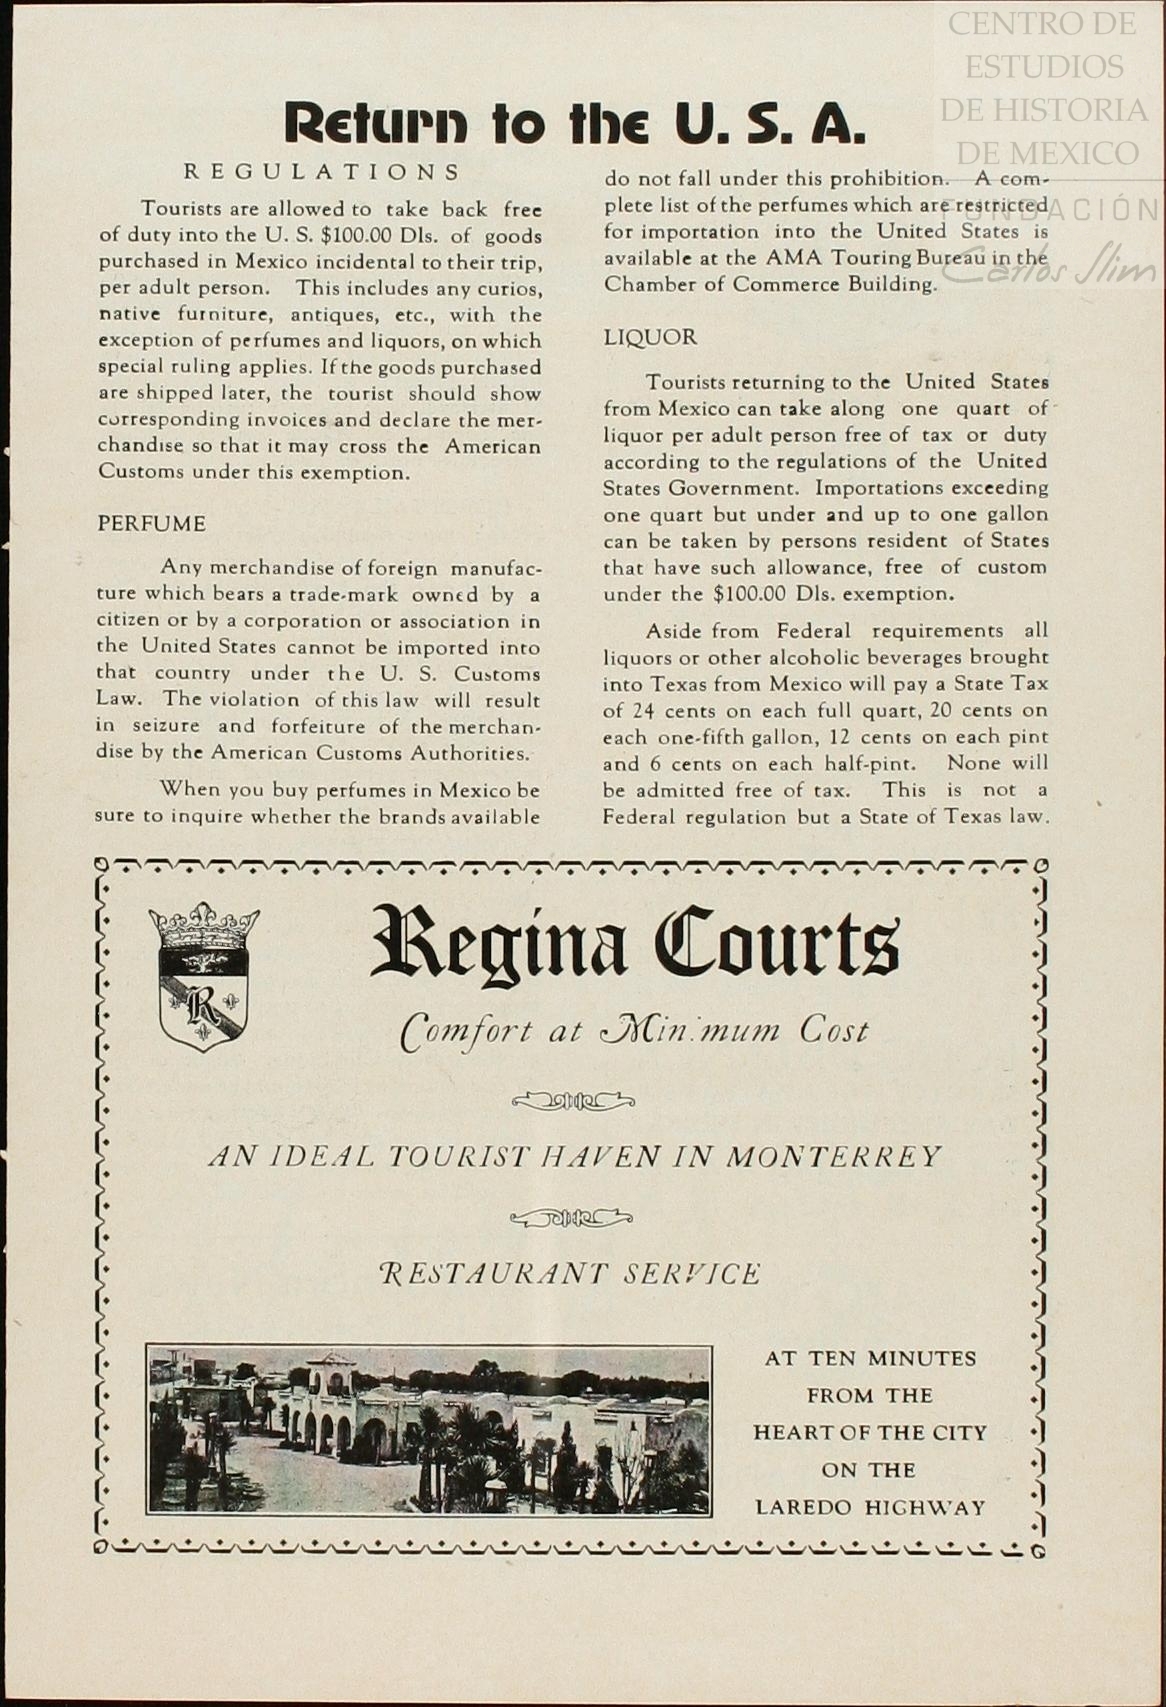 CENTRO DE
ESTUDIOS
DE HISTORIA
DE MEXICO
FUNDACIÓN
Carlos Slim
Return to the U. S. A.
REGULATIONS
Tourists are allowed to take back free
of duty into the U. S. $100.00 Dls. of goods
purchased in Mexico incidental to their trip,
per adult person. This includes any curios,
native furniture, antiques, etc., with the
exception of perfumes and liquors, on which
special ruling applies. If the goods purchased
are shipped later, the tourist should show
corresponding invoices and declare the mer-
chandise so that it may cross the American
Customs under this exemption.
PERFUME
Any merchandise of foreign manufac-
ture which bears a trade-mark owned by a
citizen or by a corporation or association in
the United States cannot be imported into
that country under the U. S. Customs
Law. The violation of this law will result
in seizure and forfeiture of the merchan-
dise by the American Customs Authorities.
When you buy perfumes in Mexico be
sure to inquire whether the brands available
do not fall under this prohibition. A com-
plete list of the perfumes which are restricted
for importation into the United States is
available at the AMA Touring Bureau in the
Chamber of Commerce Building.
LIQUOR
Tourists returning to the United States
from Mexico can take along one quart of
liquor per adult person free of tax or duty
according to the regulations of the United
States Government. Importations exceeding
one quart but under and up to one gallon
can be taken by persons resident of States
that have such allowance, free of custom
under the $100.00 Dls. exemption.
Aside from Federal requirements all
liquors or other alcoholic beverages brought
into Texas from Mexico will pay a State Tax
of 24 cents on each full quart, 20 cents on
each one-fifth gallon, 12 cents on each pint
and 6 cents on each half-pint. None will
be admitted free of tax. This is not a
Federal regulation but a State of Texas law.
R
Regina Courts
Comfort at Minimum Cost
AN IDEAL TOURIST HAVEN IN MONTERREY
RESTAURANT SERVICE
AT TEN MINUTES
FROM THE
HEART OF THE CITY
ON THE
LAREDO HIGHWAY